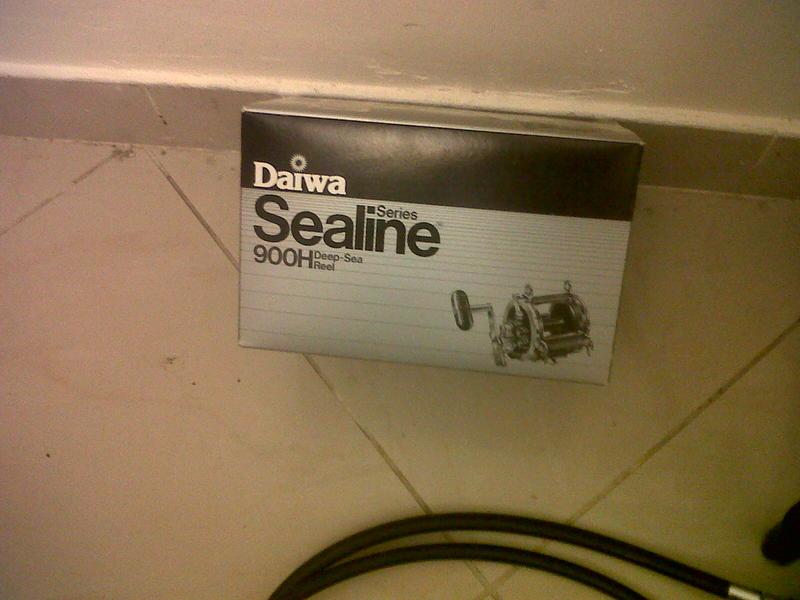 Daiwa
Series
Sealine
900H Deep-Sea
Reel